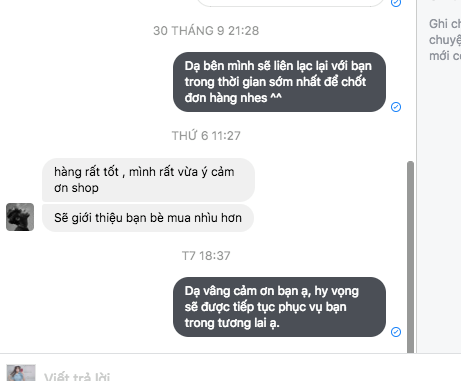 30 THÁNG 9 21:28
Dạ bên mình sẽ liên lạc lại với bạn
trong thời gian sớm nhất để chốt
đơn hàng nhes ^^
THỨ 6 11:27
hàng rất tốt , mình rất vừa ý cảm
ơn shop
Sẽ giới thiệu bạn bè mua nhìu hơn
T7 18:37
Dạ vâng cảm ơn bạn ạ, hy vọng
sẽ được tiếp tục phục vụ bạn
trong tương lai ạ.
Viết trả lời
Ghi ch
chuyệ
mới c